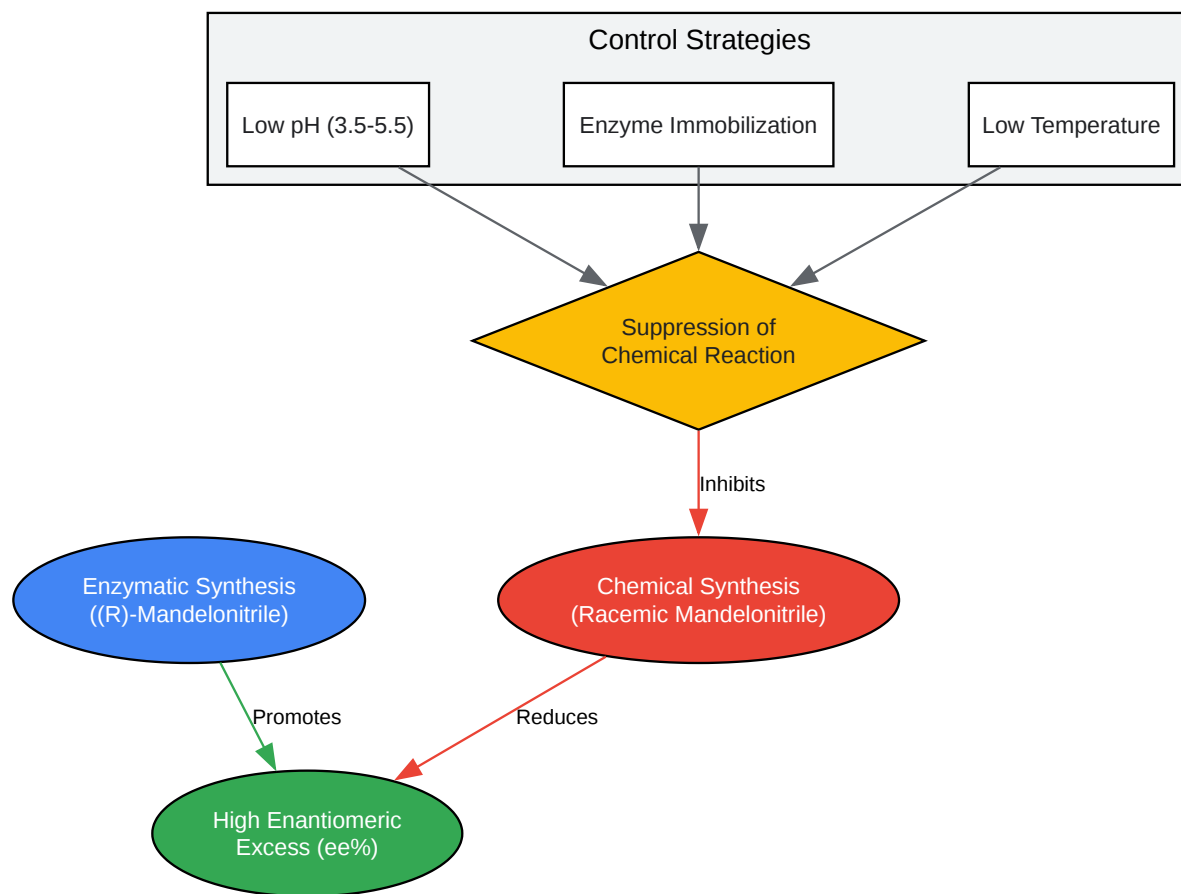 Control Strategies
Low pH (3.5-5.5)
Enzyme Immobilization
Low Temperature
Suppression of
Chemical Reaction
Inhibits
Enzymatic Synthesis
((R)-Mandelonitrile)
Chemical Synthesis
(Racemic Mandelonitrile)
Promotes
Reduces
High Enantiomeric
Excess (ee%)